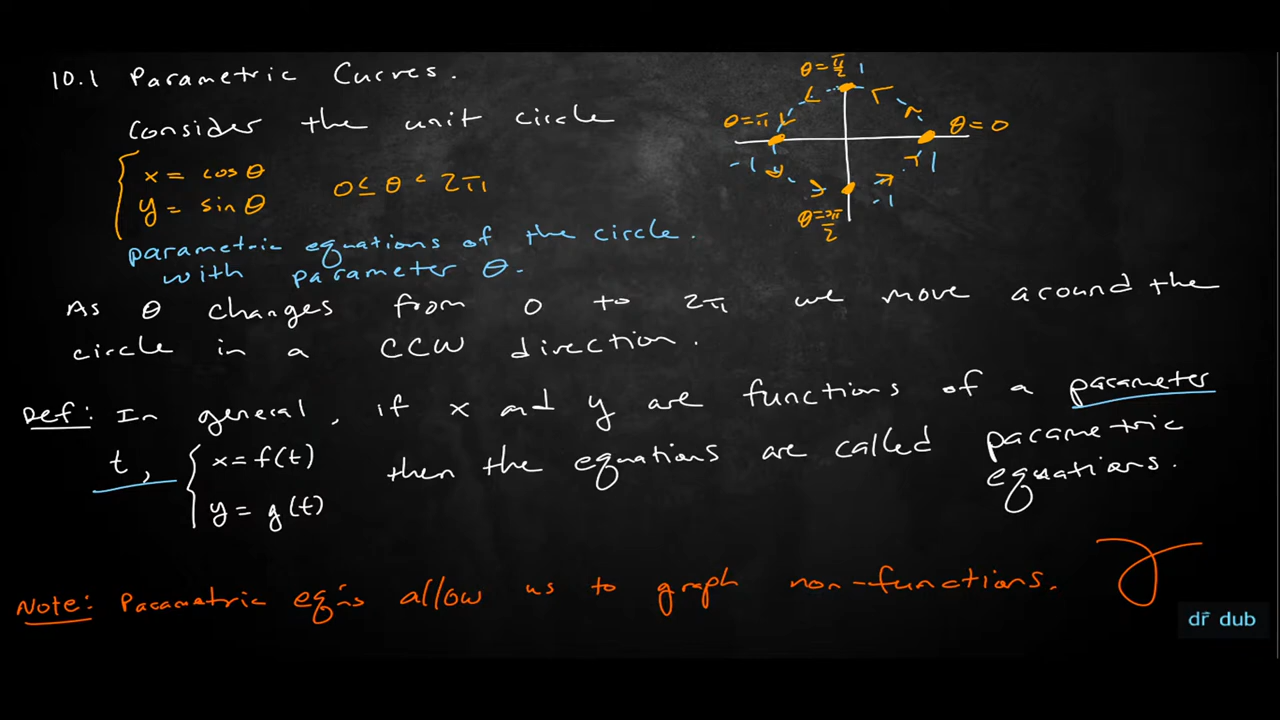 10.1 Parametric Curves.
Consider the unit circle
x = cos θ
y = sin θ
0 ≤ θ < 2π
parametric equations of the circle.
with parameter θ.
θ = π/2
1
θ = π
θ = 0
-1
1
-1
θ = 3π/2
As θ changes from 0 to 2π we move around the
circle in a CCW direction.
Def: In general, if x and y are functions of a parameter
t, x = f(t) then the equations are called parametric
y = g(t) equations.
Note: Parametric eq'ns allow us to graph non-functions.
dr dub